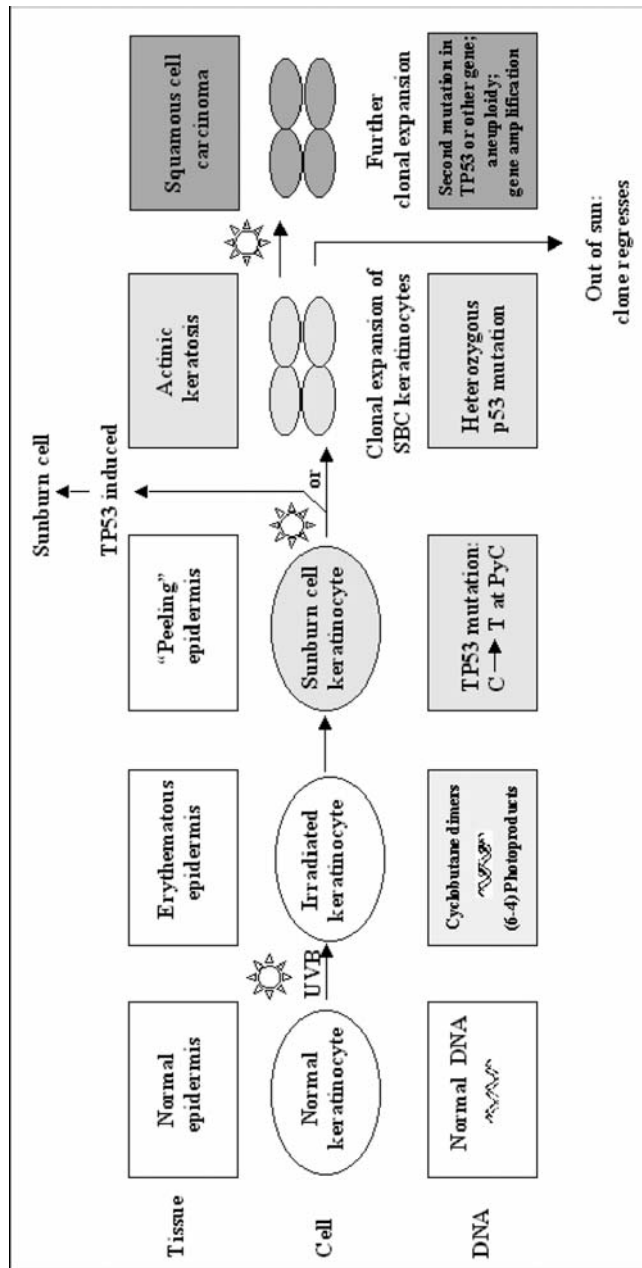 Sunburn cell
TP53 induced
Tissue
Normal
epidermis
Erythematous
epidermis
“Peeling”
epidermis
Actinic
keratosis
Squamous cell
carcinoma
Cell
Normal
keratinocyte
UVB
Irradiated
keratinocyte
Sunburn cell
keratinocyte
or
Clonal expansion of
SBC keratinocytes
Further
clonal expansion
DNA
Normal DNA
Cyclobutane dimers
(6-4) Photoproducts
TP53 mutation:
C → T at PyC
Heterozygous
p53 mutation
Second mutation in
TP53 or other gene;
aneuploidy;
gene amplification
Out of sun:
clone regresses